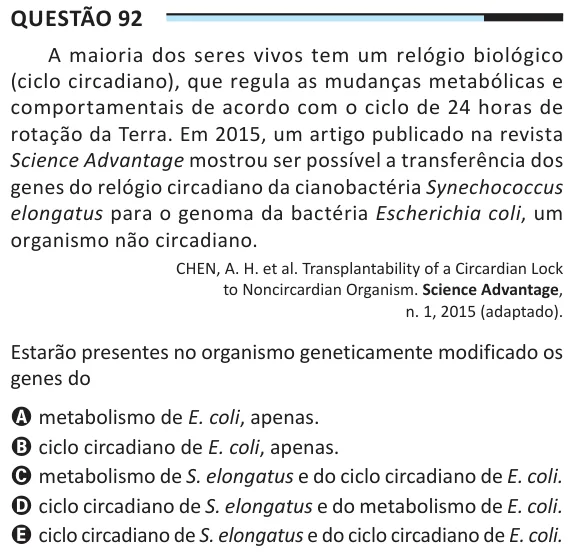 QUESTÃO 92
A maioria dos seres vivos tem um relógio biológico
(ciclo circadiano), que regula as mudanças metabólicas e
comportamentais de acordo com o ciclo de 24 horas de
rotação da Terra. Em 2015, um artigo publicado na revista
Science Advantage mostrou ser possível a transferência dos
genes do relógio circadiano da cianobactéria Synechococcus
elongatus para o genoma da bactéria Escherichia coli, um
organismo não circadiano.
CHEN, A. H. et al. Transplantability of a Circardian Lock
to Noncircardian Organism. Science Advantage,
n. 1, 2015 (adaptado).
Estarão presentes no organismo geneticamente modificado os
genes do
A metabolismo de E. coli, apenas.
B ciclo circadiano de E. coli, apenas.
C metabolismo de S. elongatus e do ciclo circadiano de E. coli.
D ciclo circadiano de S. elongatus e do metabolismo de E. coli.
E ciclo circadiano de S. elongatus e do ciclo circadiano de E. coli.